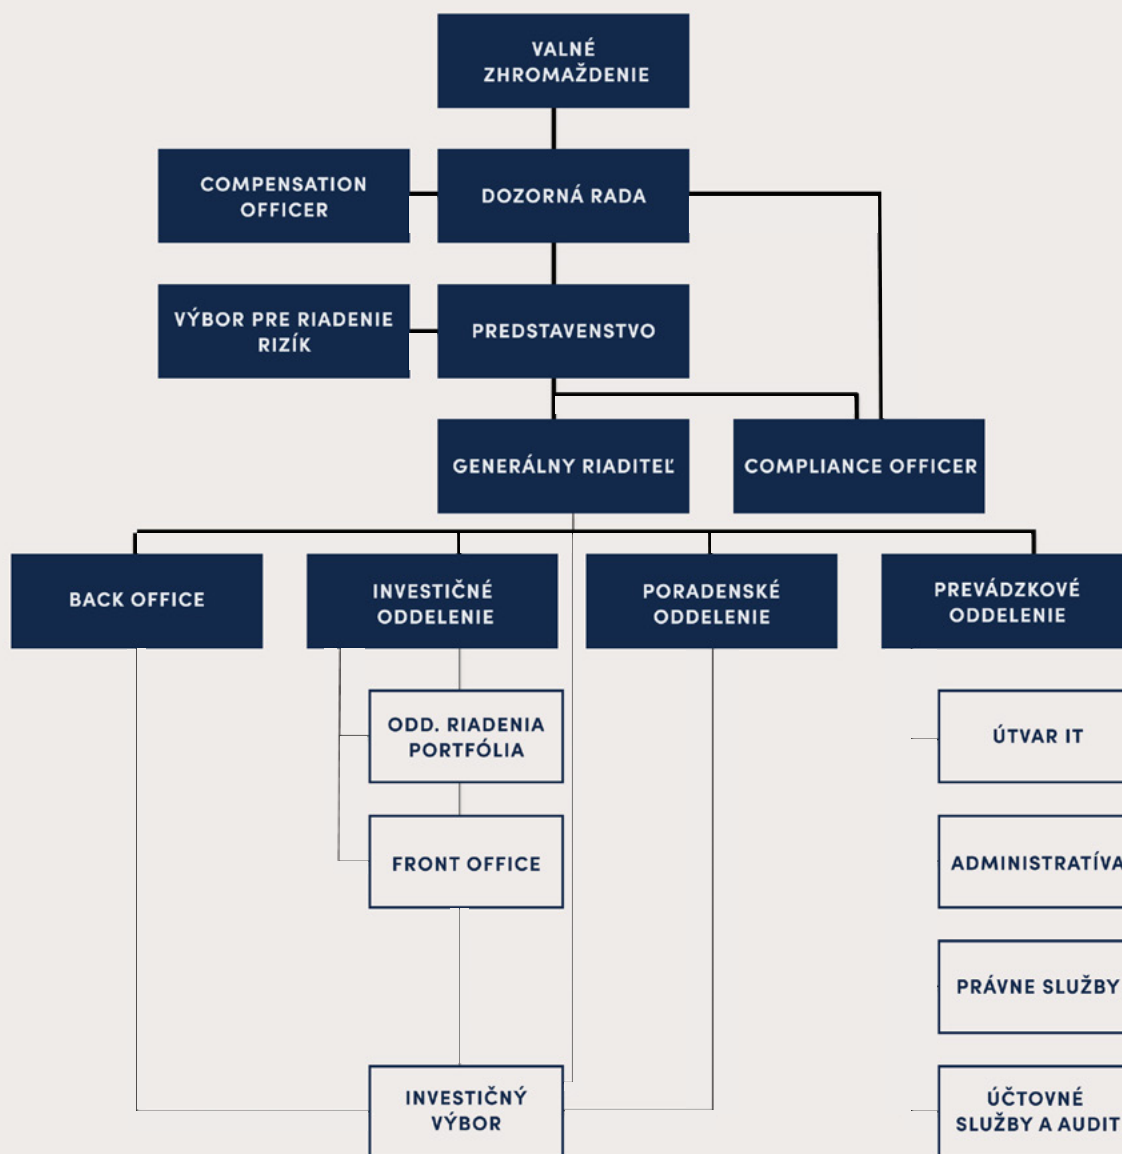 VALNÉ
ZHROMAŽDENIE
COMPENSATION
OFFICER
DOZORNÁ RADA
VÝBOR PRE RIADENIE
RIZÍK
PREDSTAVENSTVO
GENERÁLNY RIADITEĽ
COMPLIANCE OFFICER
BACK OFFICE
INVESTIČNÉ
ODDELENIE
PORADENSKÉ
ODDELENIE
PREVÁDZKOVÉ
ODDELENIE
ODD. RIADENIA
PORTFÓLIA
ÚTVAR IT
FRONT OFFICE
ADMINISTRATÍVA
PRÁVNE SLUŽBY
INVESTIČNÝ
VÝBOR
ÚČTOVNÉ
SLUŽBY A AUDIT